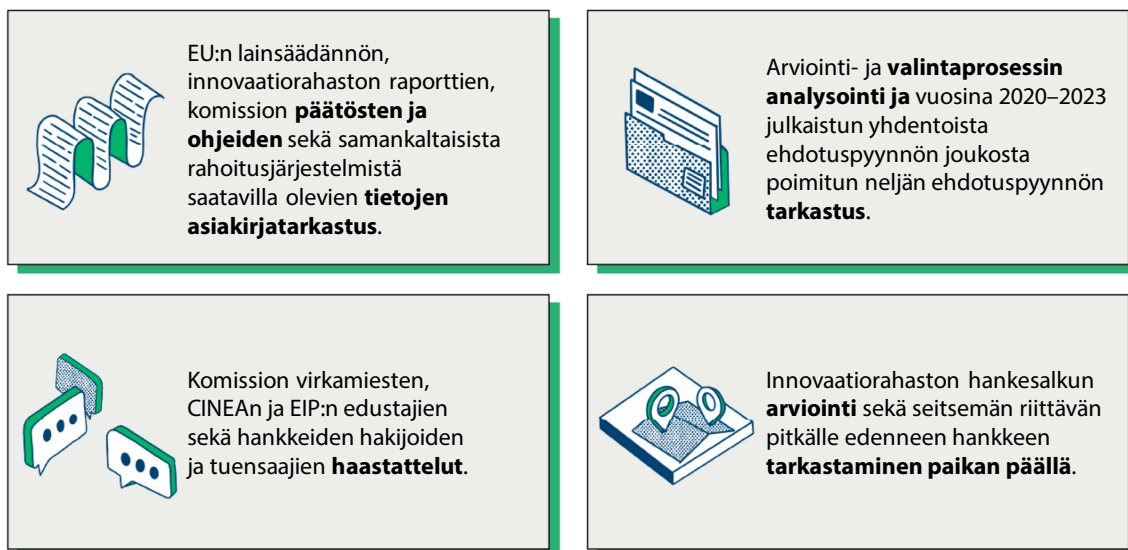 EU:n lainsäädännön,
innovaatiorahaston raporttien,
komission päätösten ja
ohjeiden sekä samankaltaisista
rahoitusjärjestelmistä
saatavilla olevien tietojen
asiakirjatarkastus.
Arviointi- ja valintaprosessin
analysointi ja vuosina 2020–2023
julkaistun yhdentoista
ehdotuspyynnön joukosta
poimitun neljän ehdotuspyynnön
tarkastus.
Komission virkamiesten,
CINEAn ja EIP:n edustajien
sekä hankkeiden hakijoiden
ja tuensaajien haastattelut.
Innovaatiorahaston hankesalkun
arviointi sekä seitsemän riittävän
pitkälle edenneen hankkeen
tarkastaminen paikan päällä.